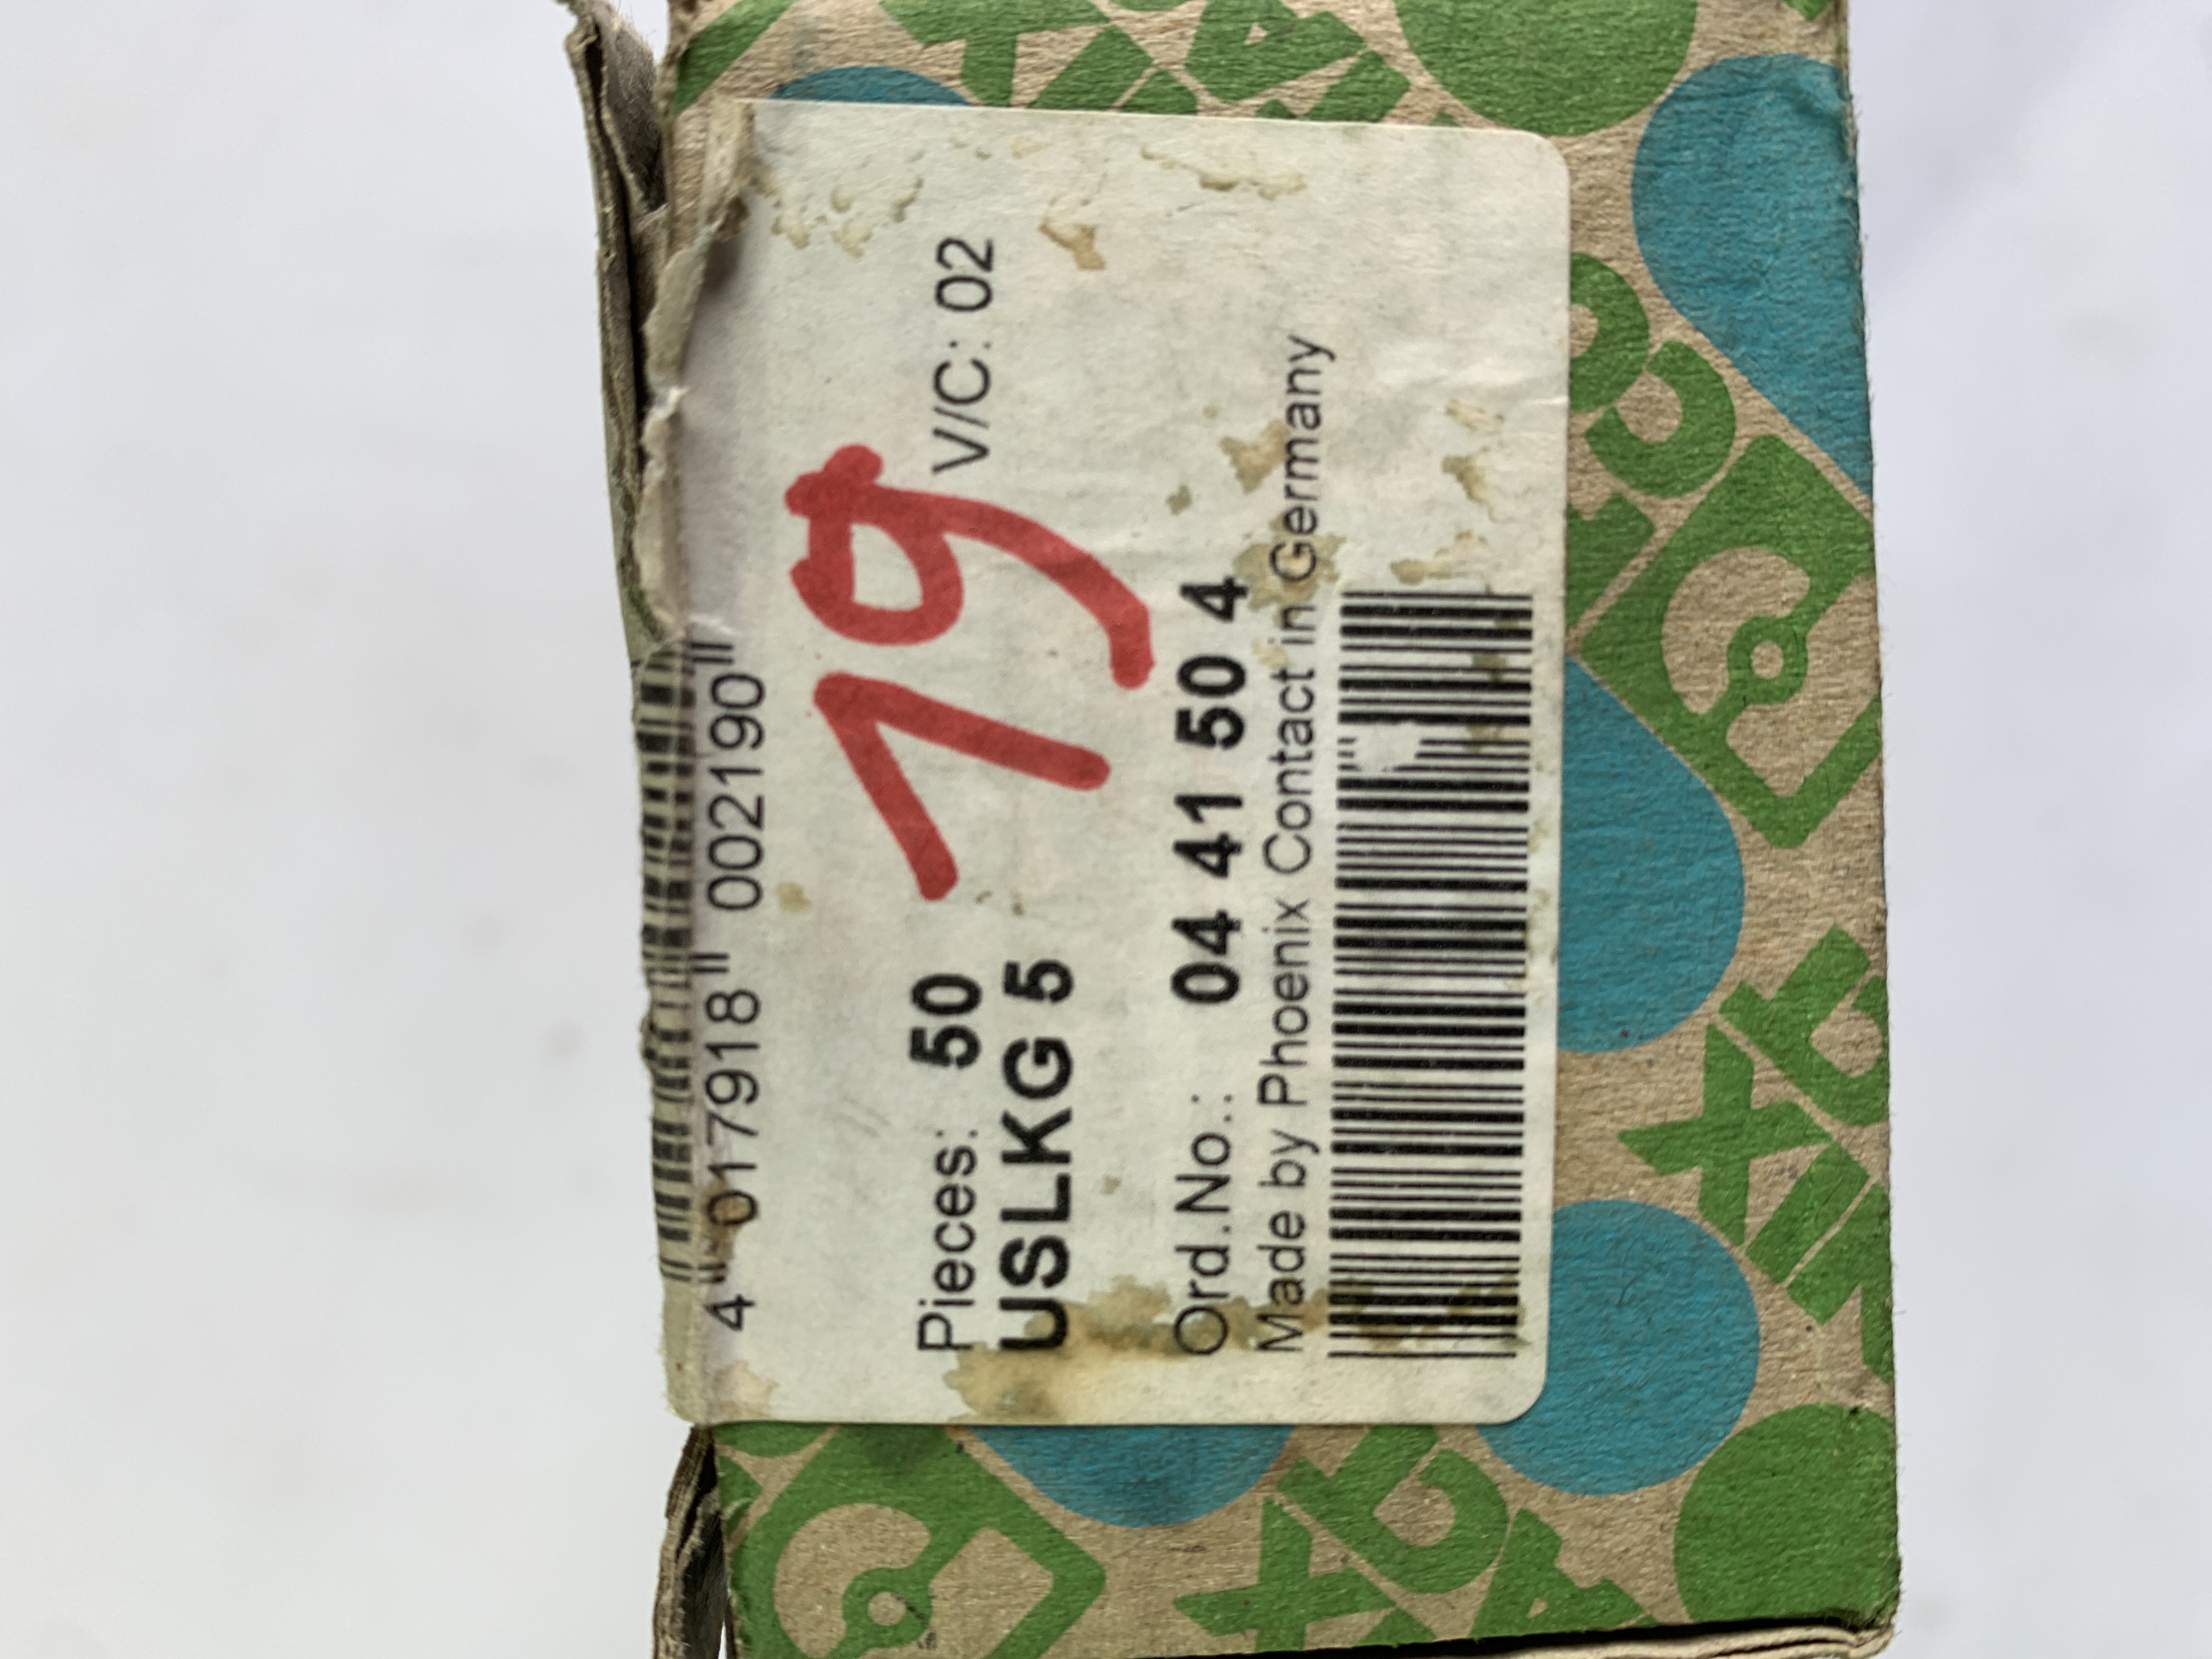 4 017918 002190
19
Pieces: 50 V/C: 02
USLKG 5
Ord.No.: 04 41 50 4
Made by Phoenix Contact in Germany